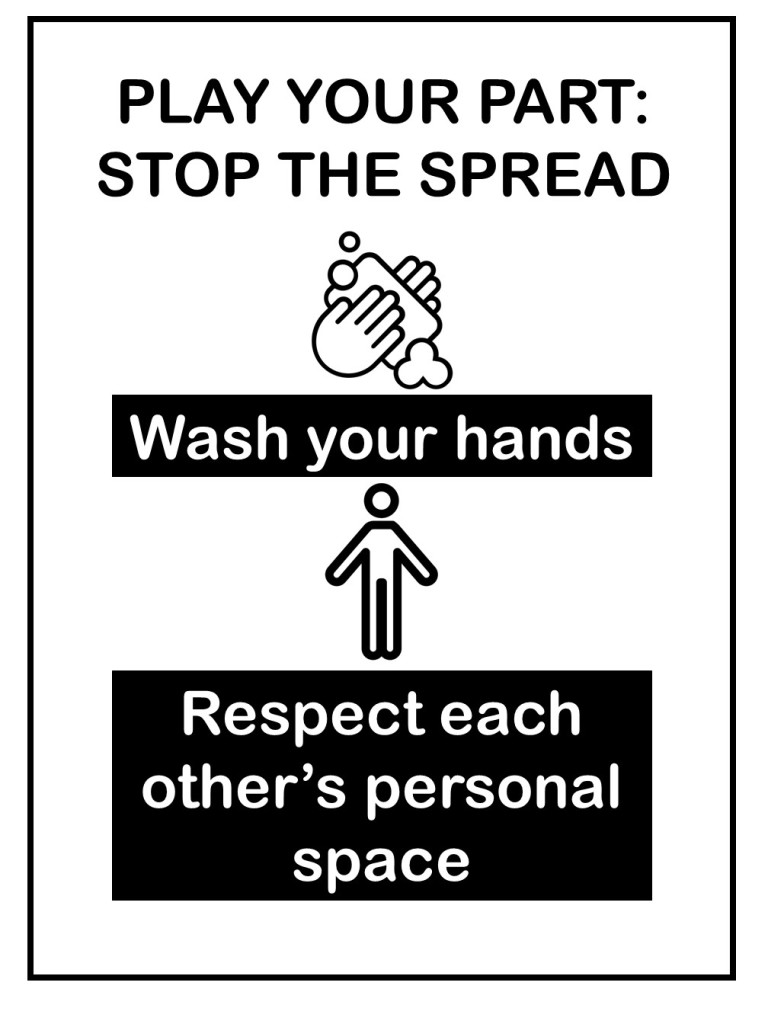 PLAY YOUR PART:
STOP THE SPREAD
Wash your hands
Respect each
other’s personal
space